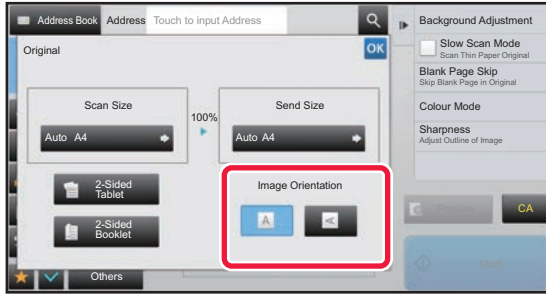 Address Book Address Touch to input Address
Background Adjustment
Original
OK
Slow Scan Mode
Scan Thin Paper Original
Blank Page Skip
Skip Blank Page in Original
Scan Size
100%
Send Size
Colour Mode
Auto A4
Auto A4
Sharpness
Adjust Outline of Image
2-Sided
Tablet
Image Orientation
A
A
2-Sided
Booklet
Preview
CA
Others
Start